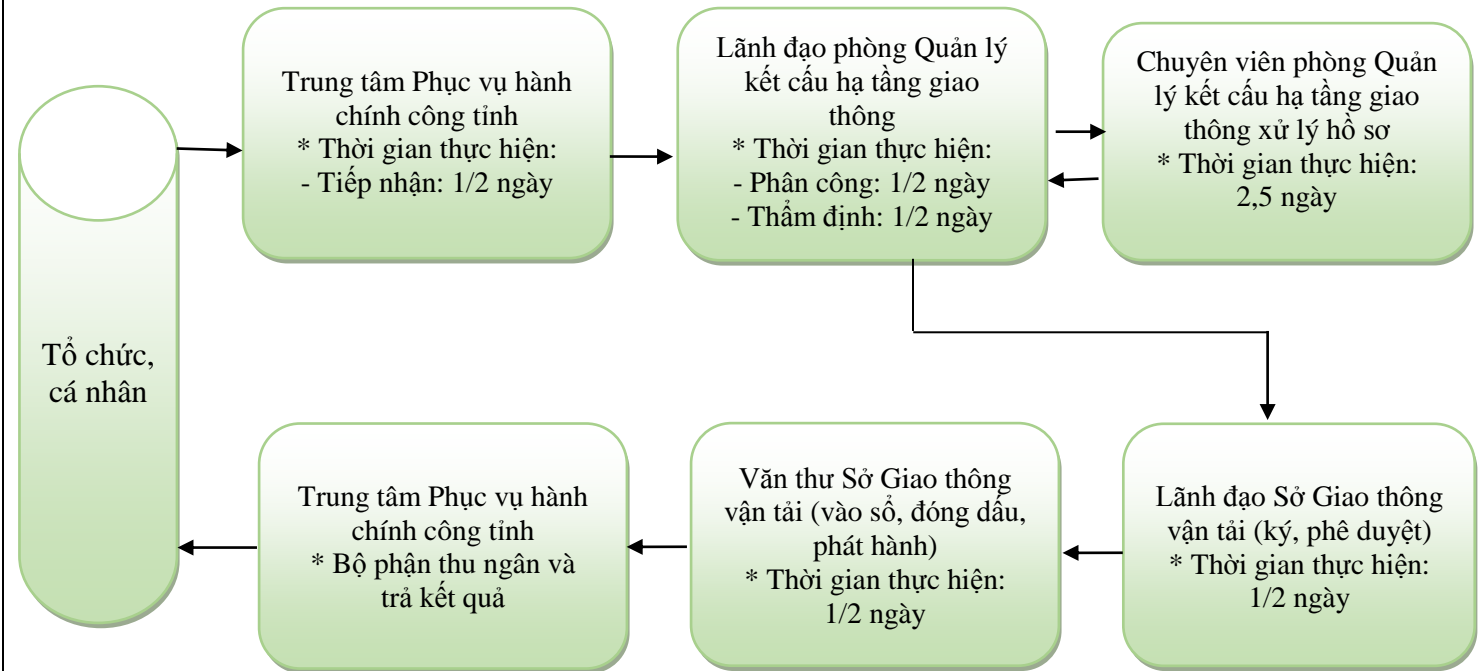 Trung tâm Phục vụ hành
chính công tỉnh
* Thời gian thực hiện:
- Tiếp nhận: 1/2 ngày
Lãnh đạo phòng Quản lý
kết cấu hạ tầng giao
thông
* Thời gian thực hiện:
- Phân công: 1/2 ngày
- Thẩm định: 1/2 ngày
Chuyên viên phòng Quản
lý kết cấu hạ tầng giao
thông xử lý hồ sơ
* Thời gian thực hiện:
2,5 ngày
Tổ chức,
cá nhân
Trung tâm Phục vụ hành
chính công tỉnh
* Bộ phận thu ngân và
trả kết quả
Văn thư Sở Giao thông
vận tải (vào sổ, đóng dấu,
phát hành)
* Thời gian thực hiện:
1/2 ngày
Lãnh đạo Sở Giao thông
vận tải (ký, phê duyệt)
* Thời gian thực hiện:
1/2 ngày